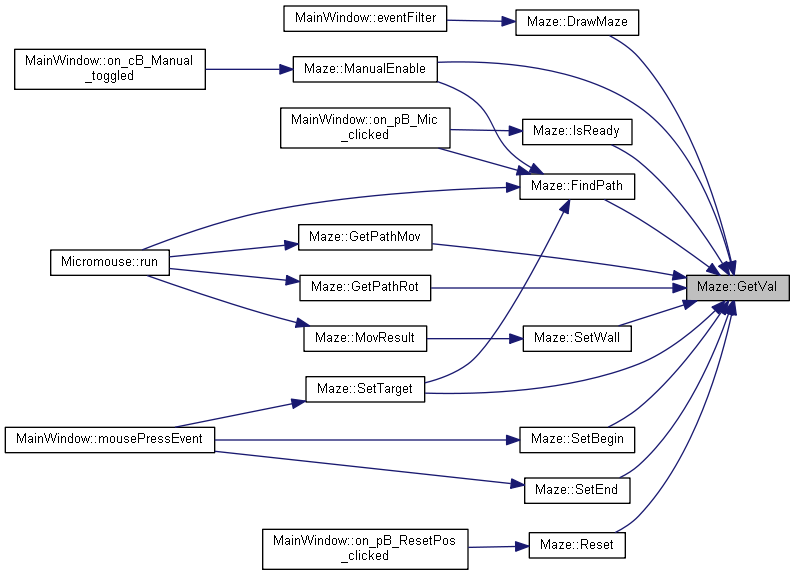 MainWindow::eventFilter
Maze::DrawMaze
MainWindow::on_cB_Manual
_toggled
Maze::ManualEnable
MainWindow::on_pB_Mic
_clicked
Maze::IsReady
Maze::FindPath
Maze::GetPathMov
Micromouse::run
Maze::GetPathRot
Maze::GetVal
Maze::MovResult
Maze::SetWall
Maze::SetTarget
MainWindow::mousePressEvent
Maze::SetBegin
Maze::SetEnd
MainWindow::on_pB_ResetPos
_clicked
Maze::Reset